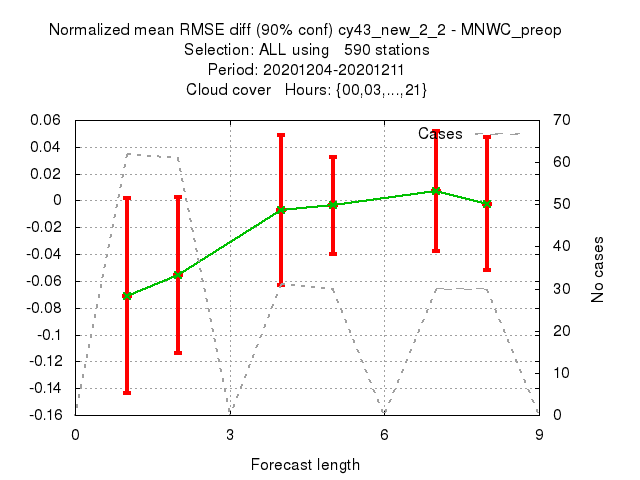 Normalized mean RMSE diff (90% conf) cy43_new_2_2 - MNWC_preop
Selection: ALL using   590 stations
Period: 20201204-20201211
Cloud cover   Hours: {00,03,...,21}
0.06
0.04
0.02
0
-0.02
-0.04
-0.06
-0.08
-0.1
-0.12
-0.14
-0.16
Cases
70
60
50
40
30
20
10
0
No cases
0 3 6 9
Forecast length